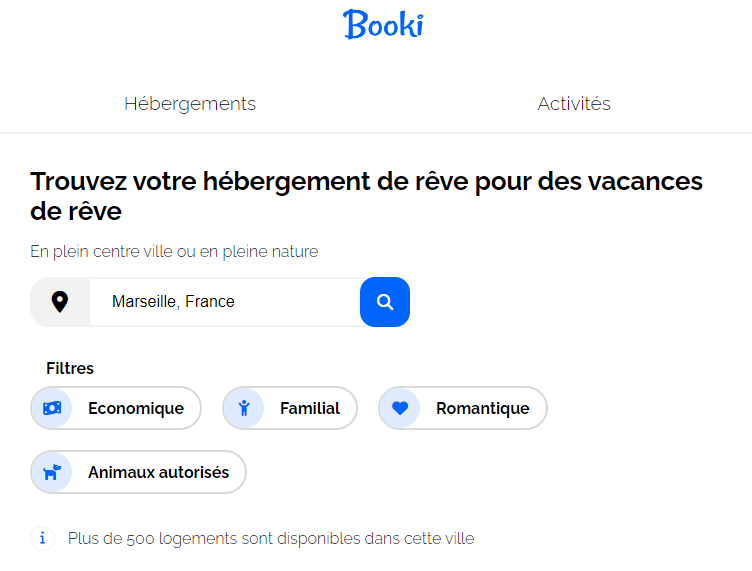 Booki
Hébergements
Activités
Trouvez votre hébergement de rêve pour des vacances
de rêve
En plein centre ville ou en pleine nature
Marseille, France
Filtres
Economique
Familial
Romantique
Animaux autorisés
i
Plus de 500 logements sont disponibles dans cette ville